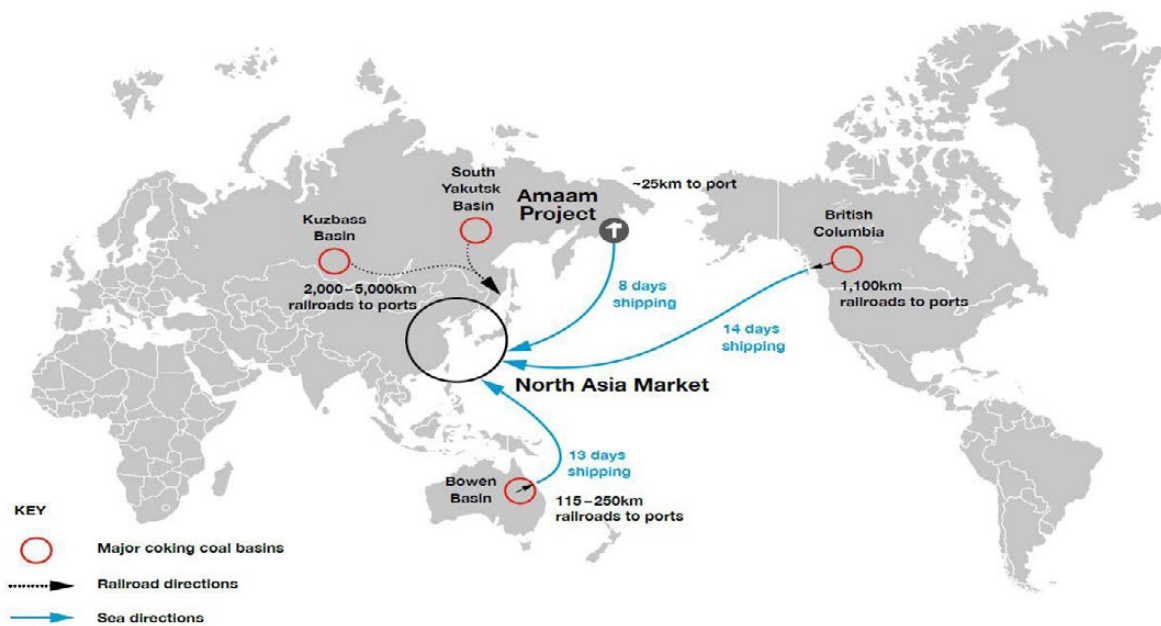 South
Yakutsk
Basin
Amaam
Project
~25km to port
Kuzbass
Basin
British
Columbia
2,000–5,000km
railroads to ports
8 days
shipping
1,100km
railroads to ports
14 days
shipping
North Asia Market
13 days
shipping
Bowen
Basin
115–250km
railroads to ports
KEY
Major coking coal basins
Railroad directions
Sea directions